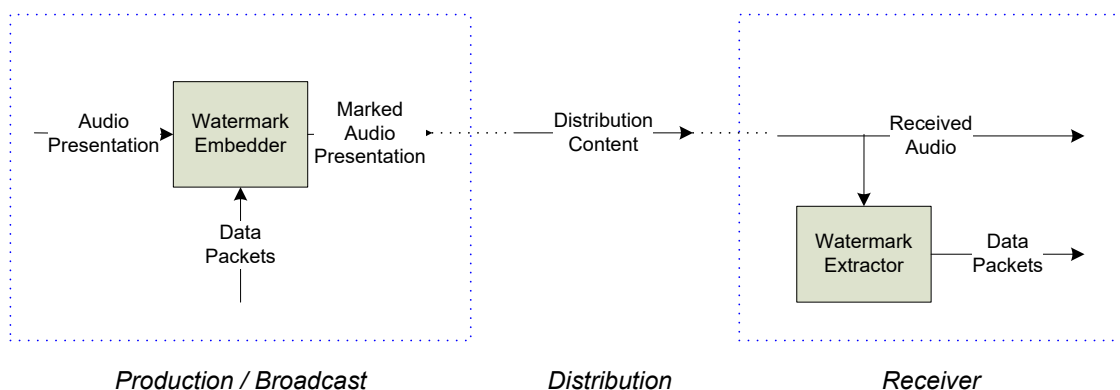 Audio
Presentation
Watermark
Embedder
Marked
Audio
Presentation
Data
Packets
Distribution
Content
Received
Audio
Watermark
Extractor
Data
Packets
Production / Broadcast
Distribution
Receiver